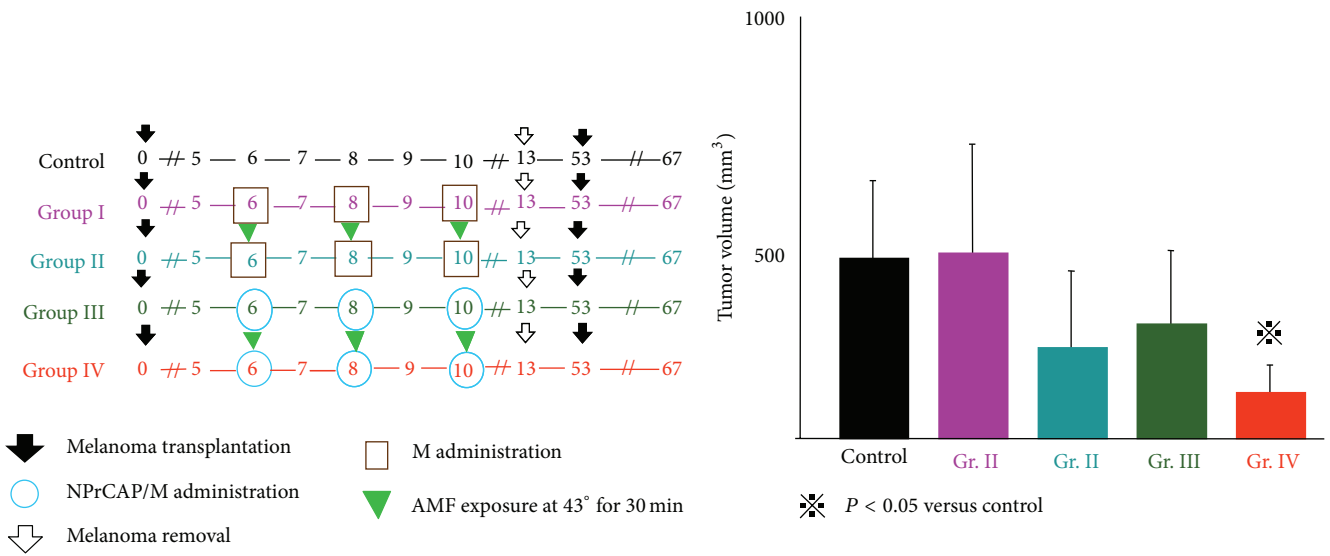 Control 0 // 5 6 7 8 9 10 // 13 53 // 67
Group I 0 // 5 6 7 8 9 10 // 13 53 // 67
Group II 0 // 5 6 7 8 9 10 // 13 53 // 67
Group III 0 // 5 6 7 8 9 10 // 13 53 // 67
Group IV 0 // 5 6 7 8 9 10 // 13 53 // 67
Melanoma transplantation
NPrCAP/M administration
Melanoma removal
M administration
AMF exposure at 43° for 30 min
1000
500
Tumor volume (mm³)
Control Gr. II Gr. II Gr. III Gr. IV
※
※ P < 0.05 versus control